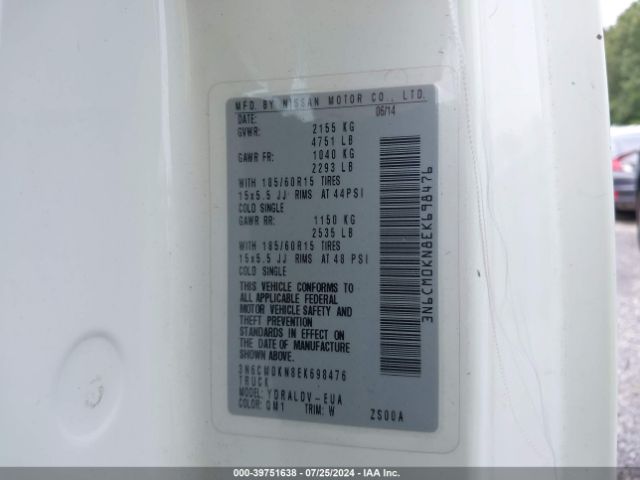 MFD. BY NISSAN MOTOR CO., LTD.
DATE: 06/14
GVWR: 2155 KG
4751 LB
GAWR FR: 1040 KG
2293 LB
WITH 185/60R15 TIRES
15x5.5 JJ RIMS AT 44PSI
COLD SINGLE
GAWR RR: 1150 KG
2535 LB
WITH 185/60R15 TIRES
15x5.5 JJ RIMS AT 48 PSI
COLD SINGLE
THIS VEHICLE CONFORMS TO
ALL APPLICABLE FEDERAL
MOTOR VEHICLE SAFETY AND
THEFT PREVENTION
STANDARDS IN EFFECT ON
THE DATE OF MANUFACTURE
SHOWN ABOVE.
3N6CM0KN8EK698476
TRUCK
MODEL: YDRALDV-EUA
COLOR: QM1 TRIM: W ZS00A
3N6CM0KN8EK698476
000-39751638 - 07/25/2024 - IAA Inc.